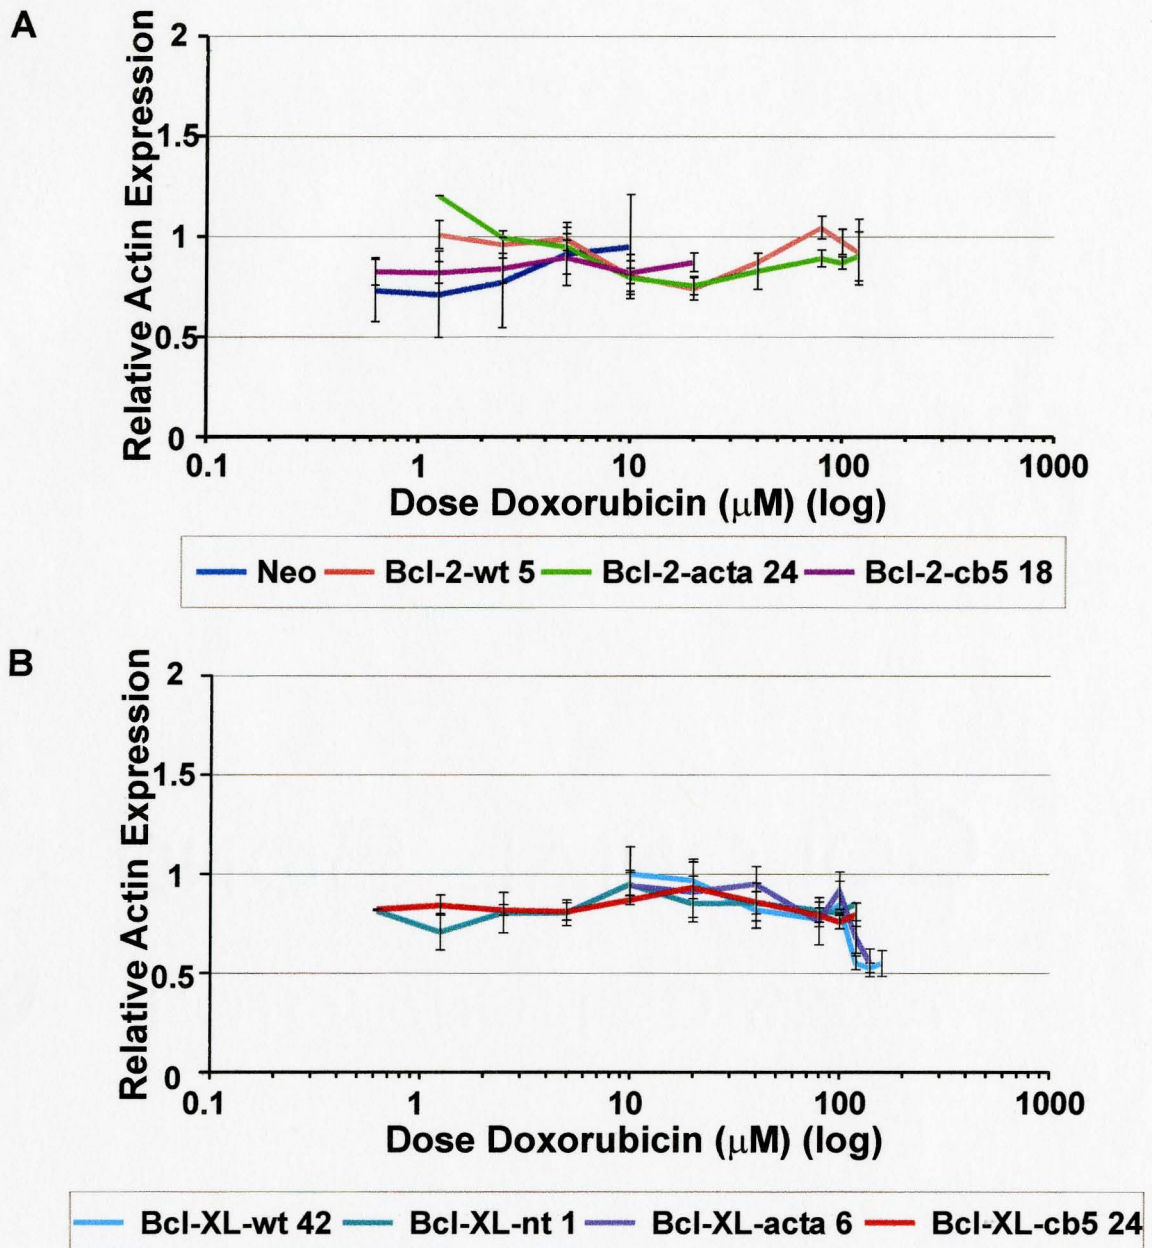 A
Relative Actin Expression
2
1.5
1
0.5
0
0.1 1 10 100 1000
Dose Doxorubicin (μM) (log)
Neo Bcl-2-wt 5 Bcl-2-acta 24 Bcl-2-cb5 18
B
Relative Actin Expression
2
1.5
1
0.5
0
0.1 1 10 100 1000
Dose Doxorubicin (μM) (log)
Bcl-XL-wt 42 Bcl-XL-nt 1 Bcl-XL-acta 6 Bcl-XL-cb5 24